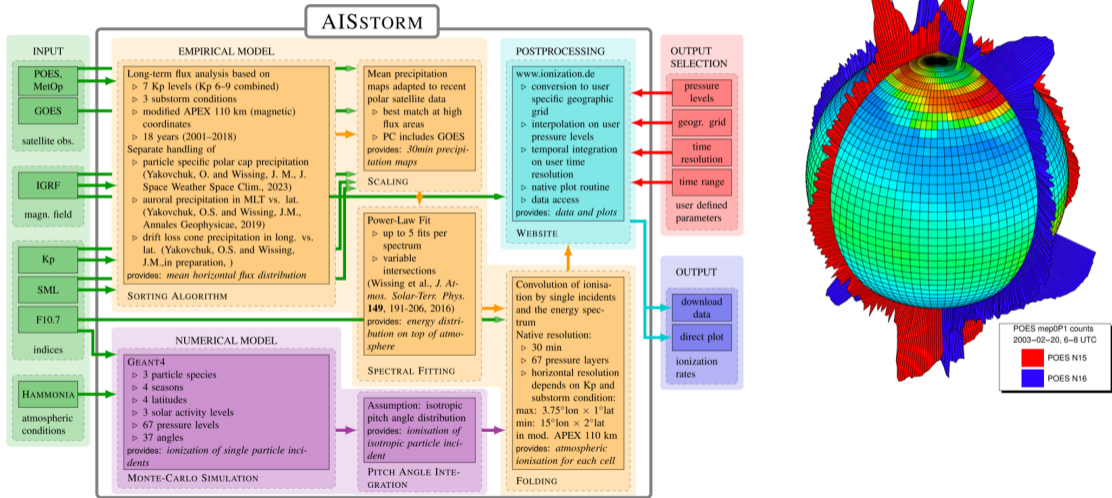 AISSTORM
INPUT
POES,
MetOp
GOES
satellite obs.
IGRF
magn. field
Kp
SML
F10.7
indices
HAMMONIA
atmospheric
conditions
EMPIRICAL MODEL
Long-term flux analysis based on
▹ 7 Kp levels (Kp 6–9 combined)
▹ 3 substorm conditions
▹ modified APEX 110 km (magnetic)
coordinates
▹ 18 years (2001–2018)
Separate handling of
▹ particle specific polar cap precipitation
(Yakovchuk, O. and Wissing, J. M., J.
Space Weather Space Clim., 2023)
▹ auroral precipitation in MLT vs. lat.
(Yakovchuk, O.S. and Wissing, J.M.,
Annales Geophysicae, 2019)
▹ drift loss cone precipitation in long. vs.
lat. (Yakovchuk, O.S. and Wissing,
J.M.,in preparation, )
provides: mean horizontal flux distribution
SORTING ALGORITHM
Mean precipitation
maps adapted to recent
polar satellite data
▹ best match at high
flux areas
▹ PC includes GOES
provides: 30min precipi-
tation maps
SCALING
Power-Law Fit
▹ up to 5 fits per
spectrum
▹ variable
intersections
(Wissing et al., J. At-
mos. Solar-Terr. Phys.
149, 191-206, 2016)
provides: energy distri-
bution on top of atmo-
sphere
SPECTRAL FITTING
NUMERICAL MODEL
GEANT4
▹ 3 particle species
▹ 4 seasons
▹ 4 latitudes
▹ 3 solar activity levels
▹ 67 pressure levels
▹ 37 angles
provides: ionization of single particle inci-
dents
MONTE-CARLO SIMULATION
Assumption: isotropic
pitch angle distribution
provides: ionisation of
isotropic particle inci-
dent
PITCH ANGLE INTE-
GRATION
POSTPROCESSING
www.ionization.de
▹ conversion to user
specific geographic
grid
▹ interpolation on user
pressure levels
▹ temporal integration
on user time
resolution
▹ native plot routine
▹ data access
provides: data and plots
WEBSITE
Convolution of ionisa-
tion by single incidents
and the energy spec-
trum
Native resolution:
▹ 30 min
▹ 67 pressure layers
▹ horizontal resolution
depends on Kp and
substorm condition:
max: 3.75°lon × 1°lat
min: 15°lon × 2°lat
in mod. APEX 110 km
provides: atmospheric
ionisation for each cell
FOLDING
OUTPUT
SELECTION
pressure
levels
geogr. grid
time
resolution
time range
user defined
parameters
OUTPUT
download
data
direct plot
ionization
rates
POES mep0P1 counts
2003−02−20, 6−8 UTC
POES N15
POES N16